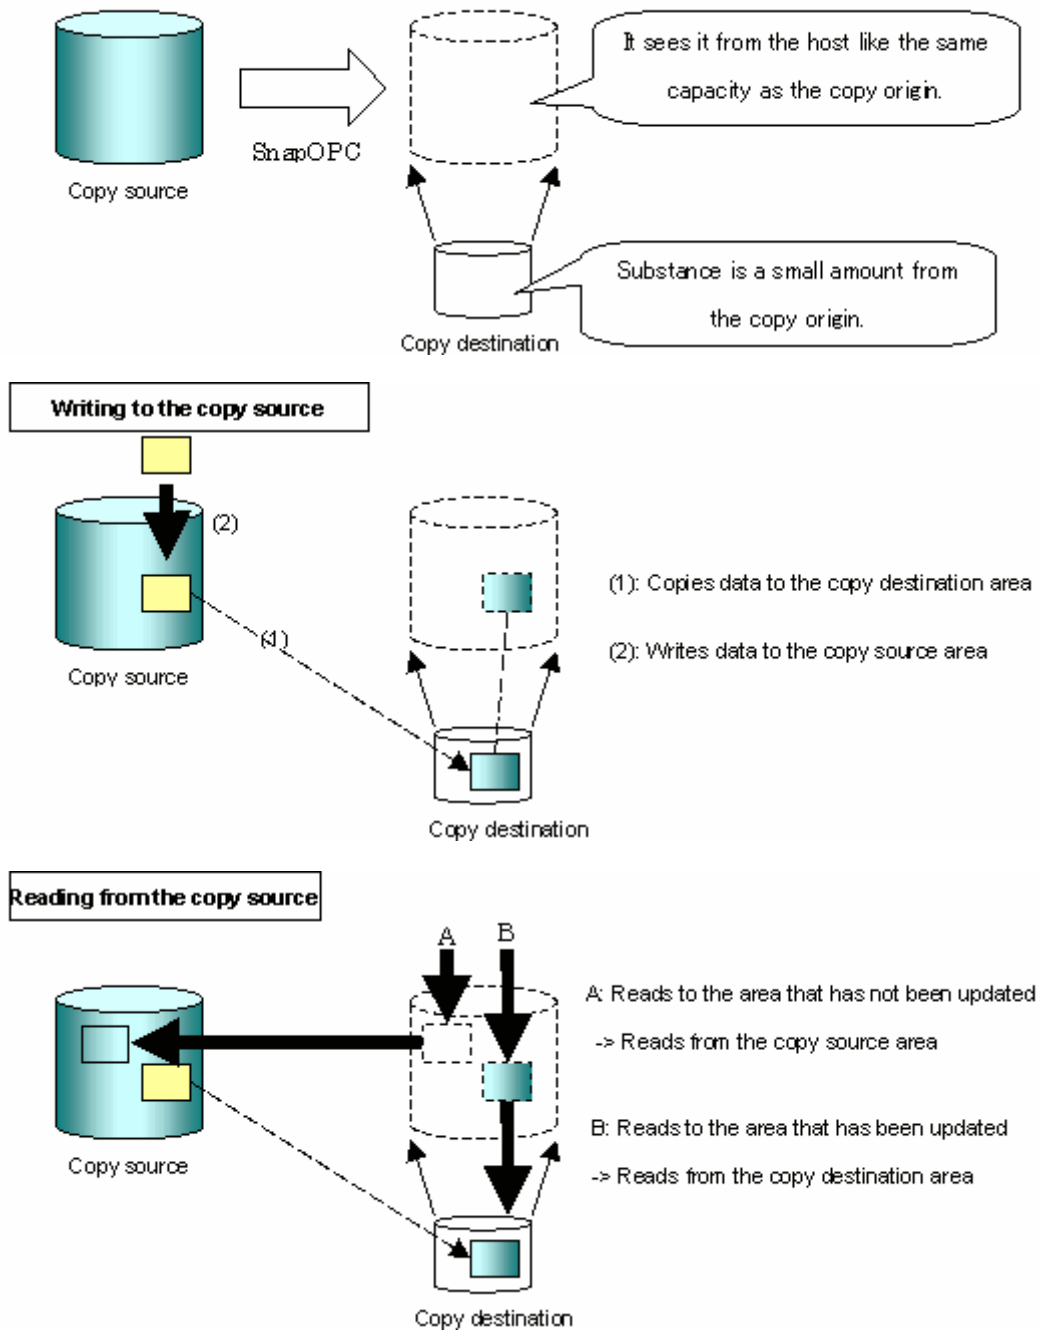 It sees it from the host like the same
capacity as the copy origin.
SnapOPC
Copy source
Substance is a small amount from
the copy origin.
Copy destination
Writing to the copy source
(2)
(1): Copies data to the copy destination area
(1)
(2): Writes data to the copy source area
Copy source
Copy destination
Reading from the copy source
A
B
A: Reads to the area that has not been updated
-> Reads from the copy source area
B: Reads to the area that has been updated
Copy source
-> Reads from the copy destination area
Copy destination